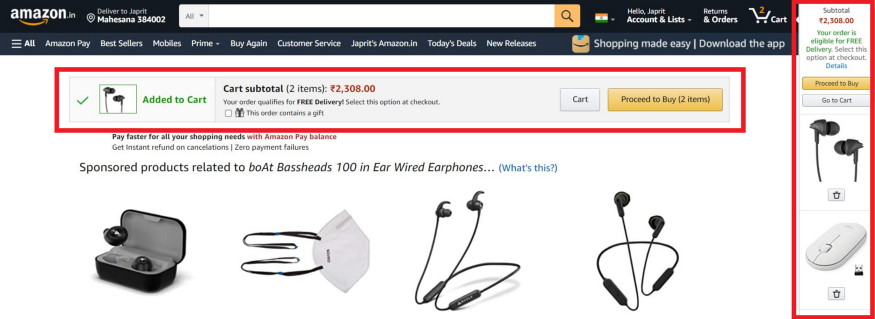 amazon.in
Deliver to Japrit
Mahesana 384002
All
Hello, Japrit
Account & Lists
Returns
& Orders
2
Cart
All
Amazon Pay
Best Sellers
Mobiles
Prime
Buy Again
Customer Service
Japrit's Amazon.in
Today's Deals
New Releases
Shopping made easy | Download the app
Added to Cart
Cart subtotal (2 items): ₹2,308.00
Your order qualifies for FREE Delivery! Select this option at checkout.
This order contains a gift
Cart
Proceed to Buy (2 items)
Pay faster for all your shopping needs with Amazon Pay balance
Get Instant refund on cancelations | Zero payment failures
Sponsored products related to boAt Bassheads 100 in Ear Wired Earphones... (What's this?)
Subtotal
₹2,308.00
Your order is
eligible for FREE
Delivery. Select this
option at checkout.
Details
Proceed to Buy
Go to Cart